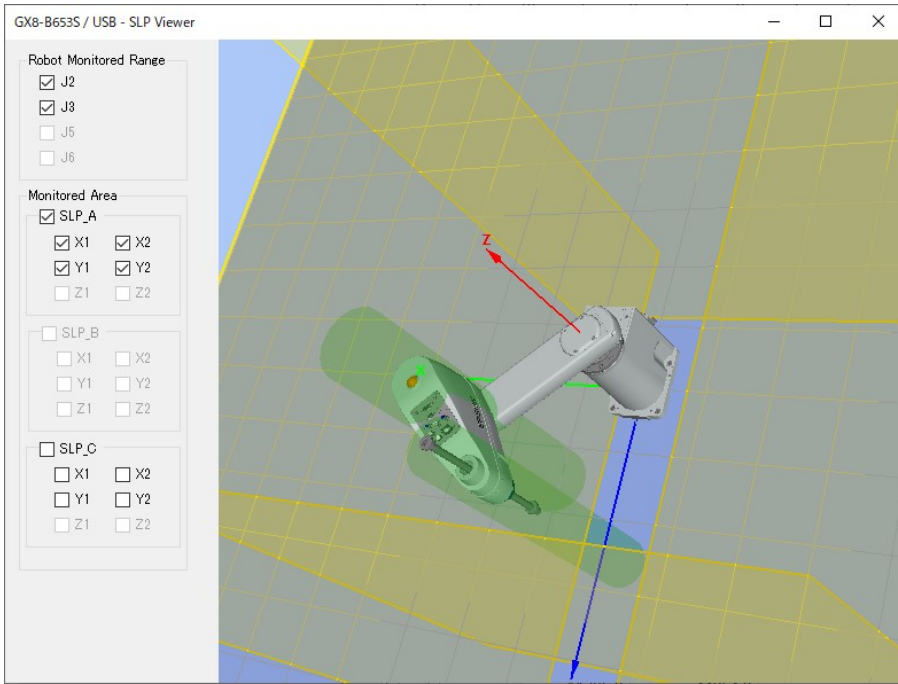 GX8-B653S / USB - SLP Viewer
Robot Monitored Range
J2
J3
J5
J6
Monitored Area
SLP_A
X1 X2
Y1 Y2
Z1 Z2
SLP_B
X1 X2
Y1 Y2
Z1 Z2
SLP_C
X1 X2
Y1 Y2
Z1 Z2
Z
X